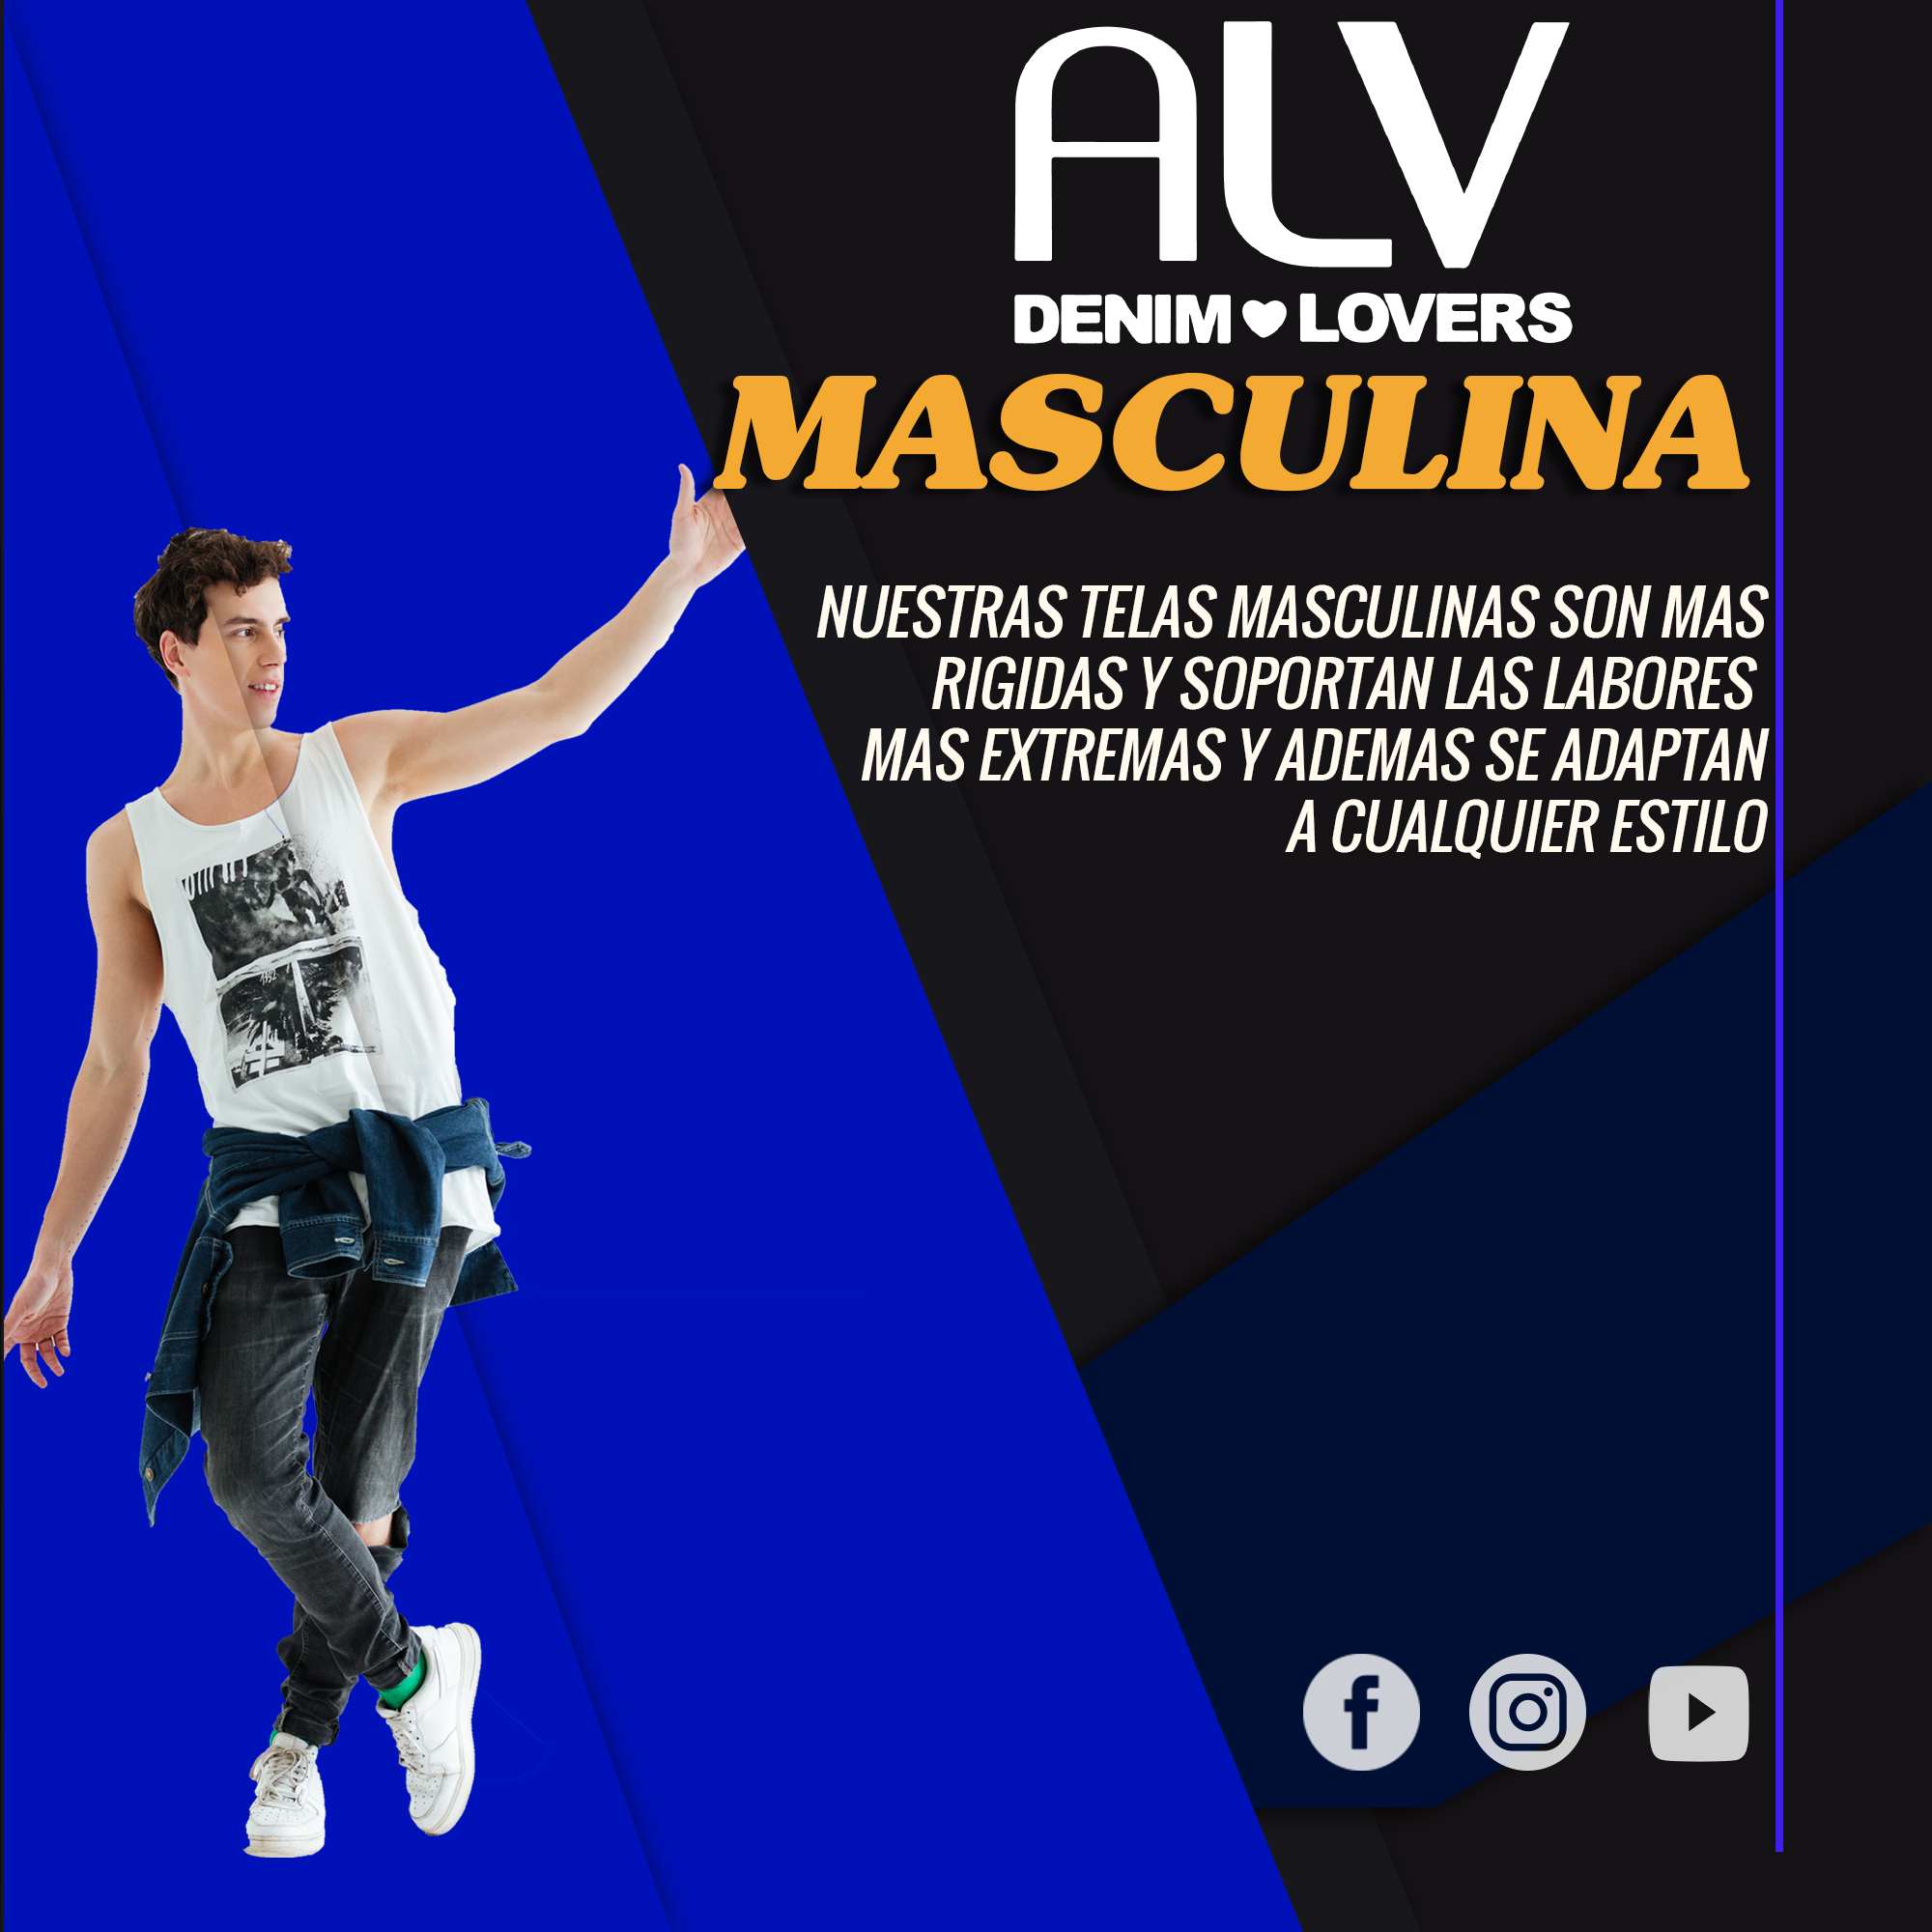 ALV
DENIM LOVERS
MASCULINA
NUESTRAS TELAS MASCULINAS SON MAS
RIGIDAS Y SOPORTAN LAS LABORES
MAS EXTREMAS Y ADEMAS SE ADAPTAN
A CUALQUIER ESTILO